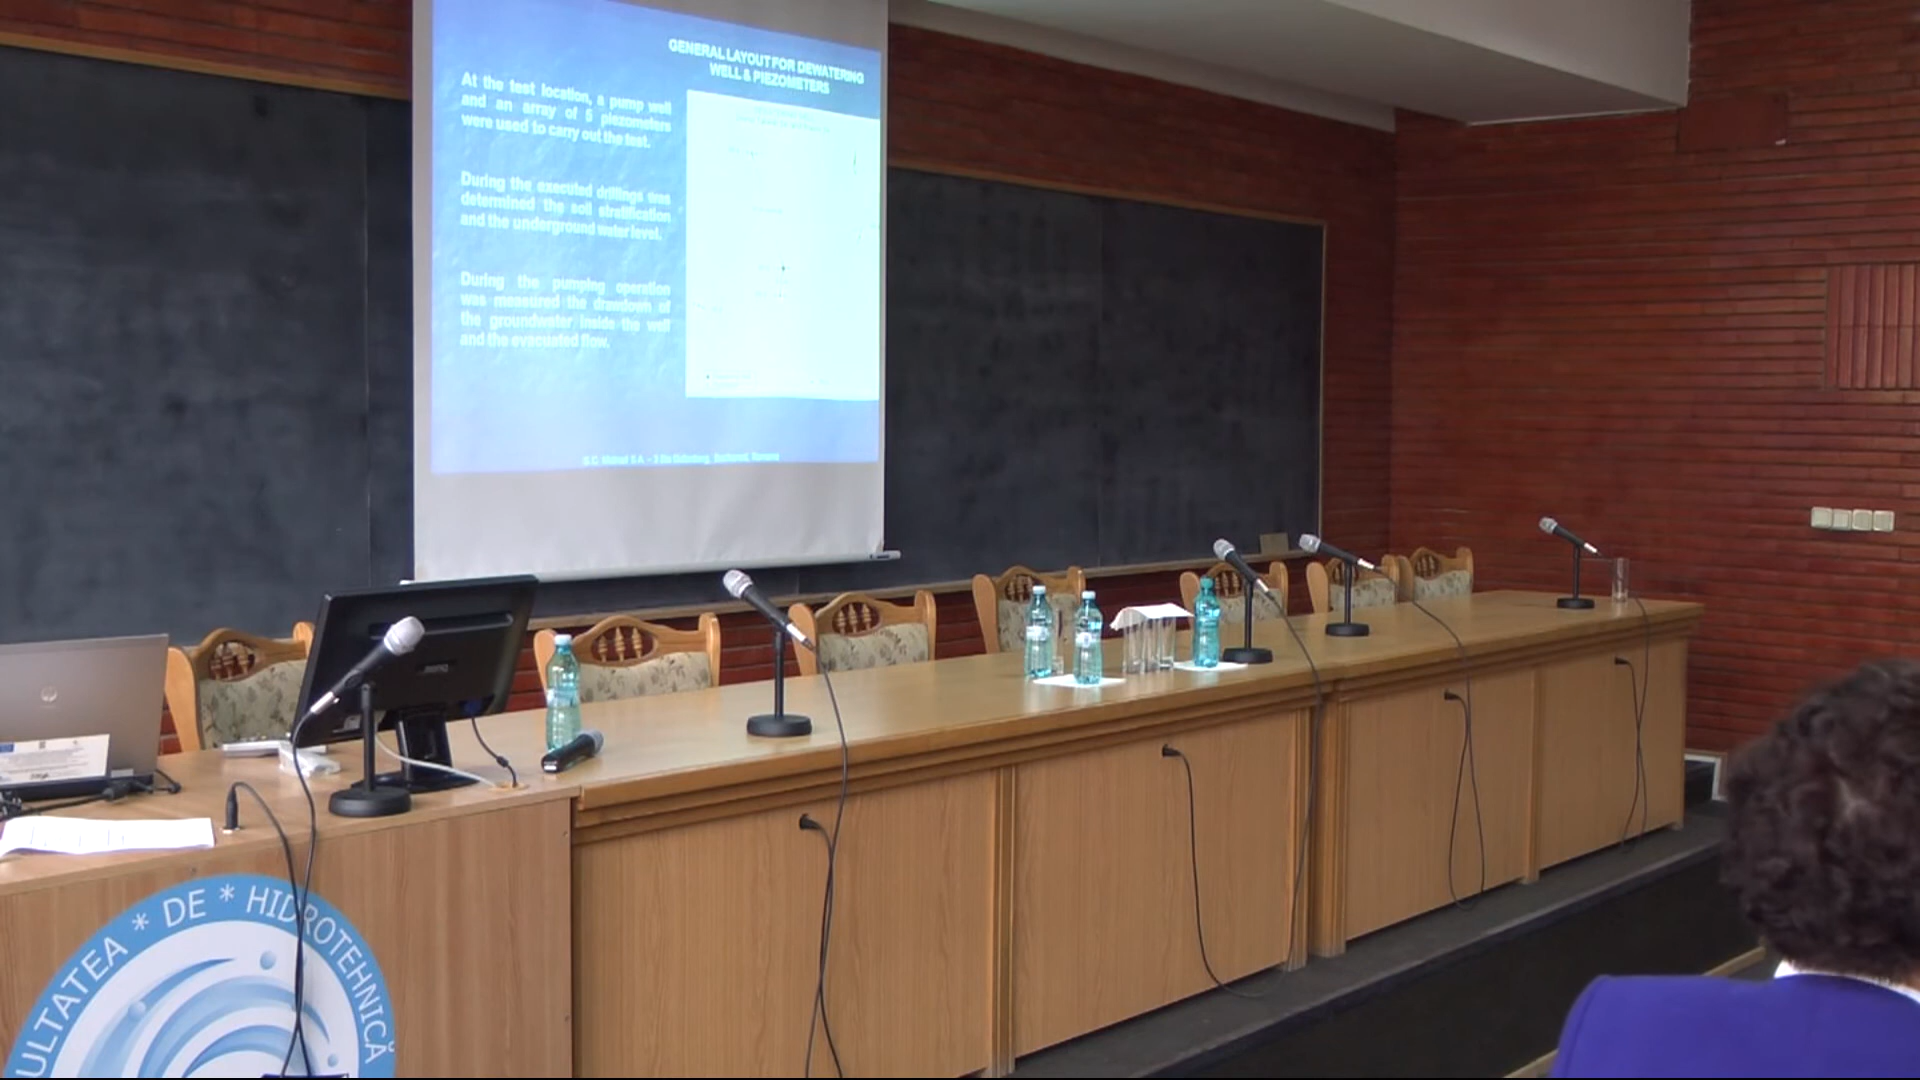 GENERAL LAYOUT FOR DEWATERING
WELL & PIEZOMETERS
At the test location, a pump well
and an array of 5 piezometers
were used to carry out the test.
During the executed drillings was
determined the soil stratification
and the underground water level.
During the pumping operation
was measured the drawdown of
the groundwater inside the well
and the evacuated flow.
Bucharest, Romania
ULTATEA * DE * HIDROTEHNICĂ